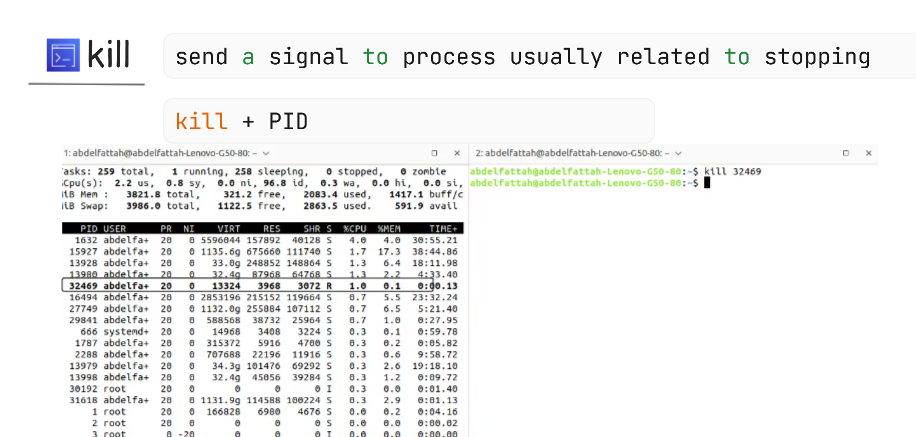 kill
send a signal to process usually related to stopping
kill + PID
1: abdelfattah@abdelfattah-Lenovo-G50-80: ~
asks: 259 total, 1 running, 258 sleeping, 0 stopped, 0 zombie
Cpu(s): 2.2 us, 0.8 sy, 0.0 ni, 96.8 id, 0.3 wa, 0.0 hi, 0.0 si,
iB Mem : 3821.8 total, 321.2 free, 2083.4 used, 1417.1 buff/c
iB Swap: 3986.0 total, 1122.5 free, 2863.5 used. 591.9 avail
PID USER PR NI VIRT RES SHR S %CPU %MEM TIME+
1632 abdelfa+ 20 0 5596044 157892 40128 S 4.0 4.0 30:55.21
15927 abdelfa+ 20 0 1135.6g 675660 111740 S 1.7 17.3 38:44.86
13928 abdelfa+ 20 0 33.0g 248852 148864 S 1.3 6.4 18:11.98
13980 abdelfa+ 20 0 32.4g 87968 64768 S 1.3 2.2 4:33.40
32469 abdelfa+ 20 0 13324 3968 3072 R 1.0 0.1 0:00.13
16494 abdelfa+ 20 0 2853196 215152 119664 S 0.7 5.5 23:32.24
27749 abdelfa+ 20 0 1132.0g 255884 107112 S 0.7 6.5 5:21.40
29841 abdelfa+ 20 0 588568 38732 25964 S 0.7 1.0 0:27.95
666 systemd+ 20 0 14968 3408 3224 S 0.3 0.1 0:59.78
1787 abdelfa+ 20 0 315372 5916 4700 S 0.3 0.2 0:05.82
2288 abdelfa+ 20 0 707688 22196 11916 S 0.3 0.6 9:58.72
13979 abdelfa+ 20 0 34.3g 101476 69292 S 0.3 2.6 19:18.10
13998 abdelfa+ 20 0 32.4g 45056 39284 S 0.3 1.2 0:09.72
30192 root 20 0 0 0 0 I 0.3 0.0 0:01.40
31618 abdelfa+ 20 0 1131.9g 114588 100224 S 0.3 2.9 0:01.13
1 root 20 0 166828 6980 4676 S 0.0 0.2 0:04.16
2 root 20 0 0 0 0 S 0.0 0.0 0:00.02
3 root 0 -20 0 0 0 I 0.0 0.0 0:00.00
2: abdelfattah@abdelfattah-Lenovo-G50-80: ~
abdelfattah@abdelfattah-Lenovo-G50-80:~$ kill 32469
abdelfattah@abdelfattah-Lenovo-G50-80:~$